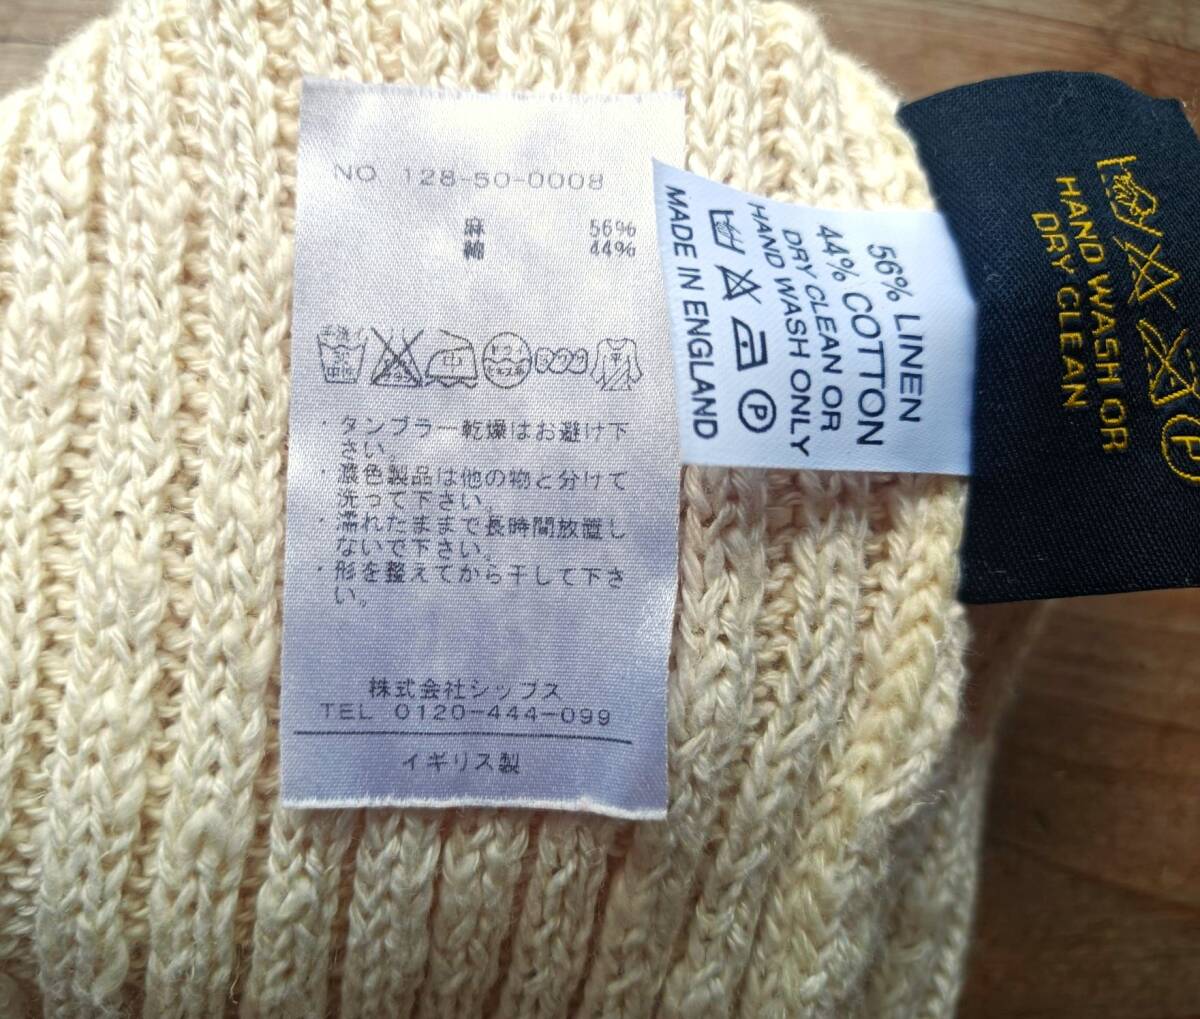 NO 128-50-0008
麻 56%
綿 44%
手洗イ
・タンブラー乾燥はお避け下
さい。
・濃色製品は他の物と分けて
洗って下さい。
・濡れたままで長時間放置し
ないで下さい。
・形を整えてから干して下さ
い。
株式会社シップス
TEL 0120-444-099
イギリス製
56% LINEN
44% COTTON
DRY CLEAN OR
HAND WASH ONLY
P
MADE IN ENGLAND
P
HAND WASH OR
DRY CLEAN